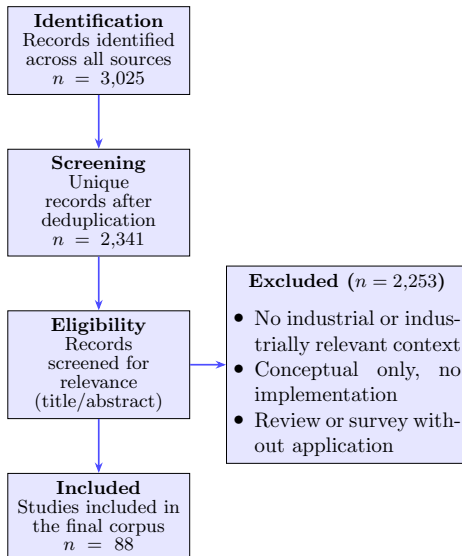 Identification
Records identified
across all sources
n = 3,025
Screening
Unique
records after
deduplication
n = 2,341
Eligibility
Records
screened for
relevance
(title/abstract)
Excluded (n = 2,253)
• No industrial or indus-
trially relevant context
• Conceptual only, no
implementation
• Review or survey with-
out application
Included
Studies included in
the final corpus
n = 88